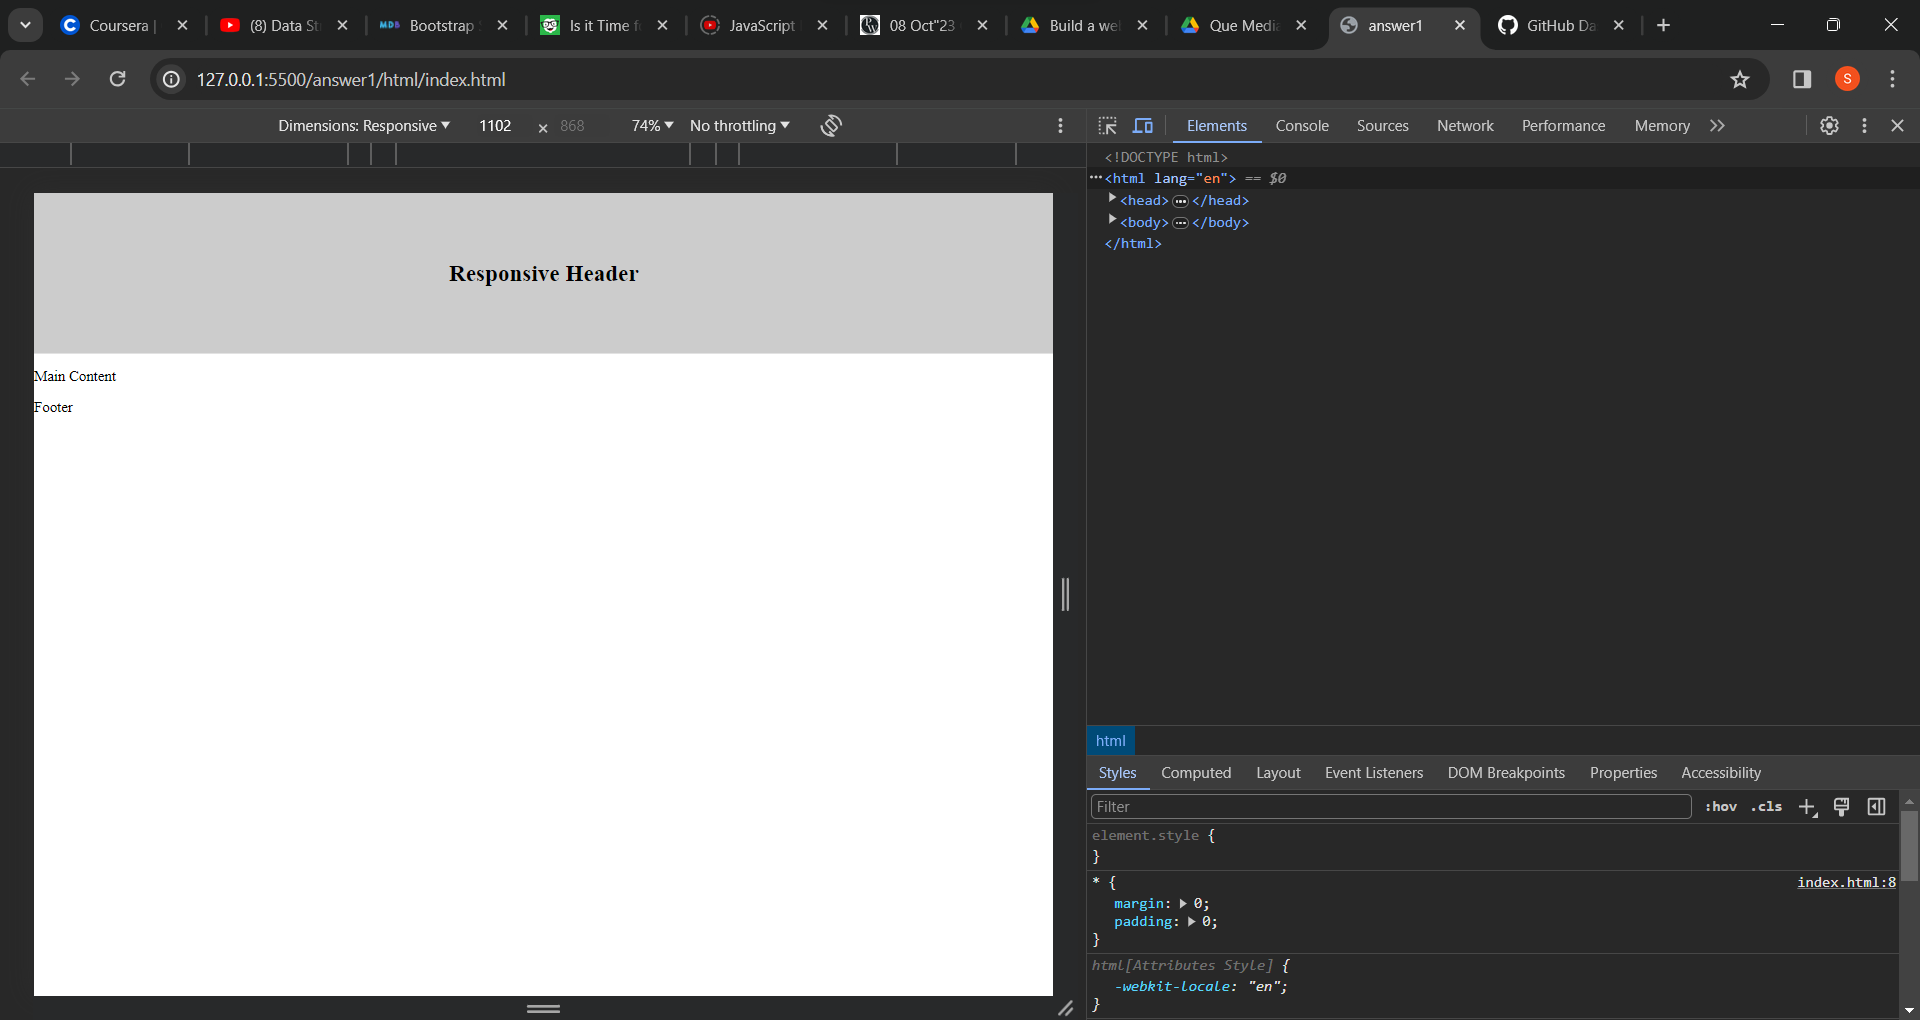 Coursera |
(8) Data St
Bootstrap
Is it Time f
JavaScript
08 Oct"23
Build a we
Que Media
answer1
GitHub Da
127.0.0.1:5500/answer1/html/index.html
S
Dimensions: Responsive
1102 × 868
74%
No throttling
Elements
Console
Sources
Network
Performance
Memory
Responsive Header
Main Content
Footer
<!DOCTYPE html>
<html lang="en"> == $0
<head> </head>
<body> </body>
</html>
html
Styles
Computed
Layout
Event Listeners
DOM Breakpoints
Properties
Accessibility
Filter
:hov
.cls
element.style {
}
* {
index.html:8
margin: 0;
padding: 0;
}
html[Attributes Style] {
-webkit-locale: "en";
}